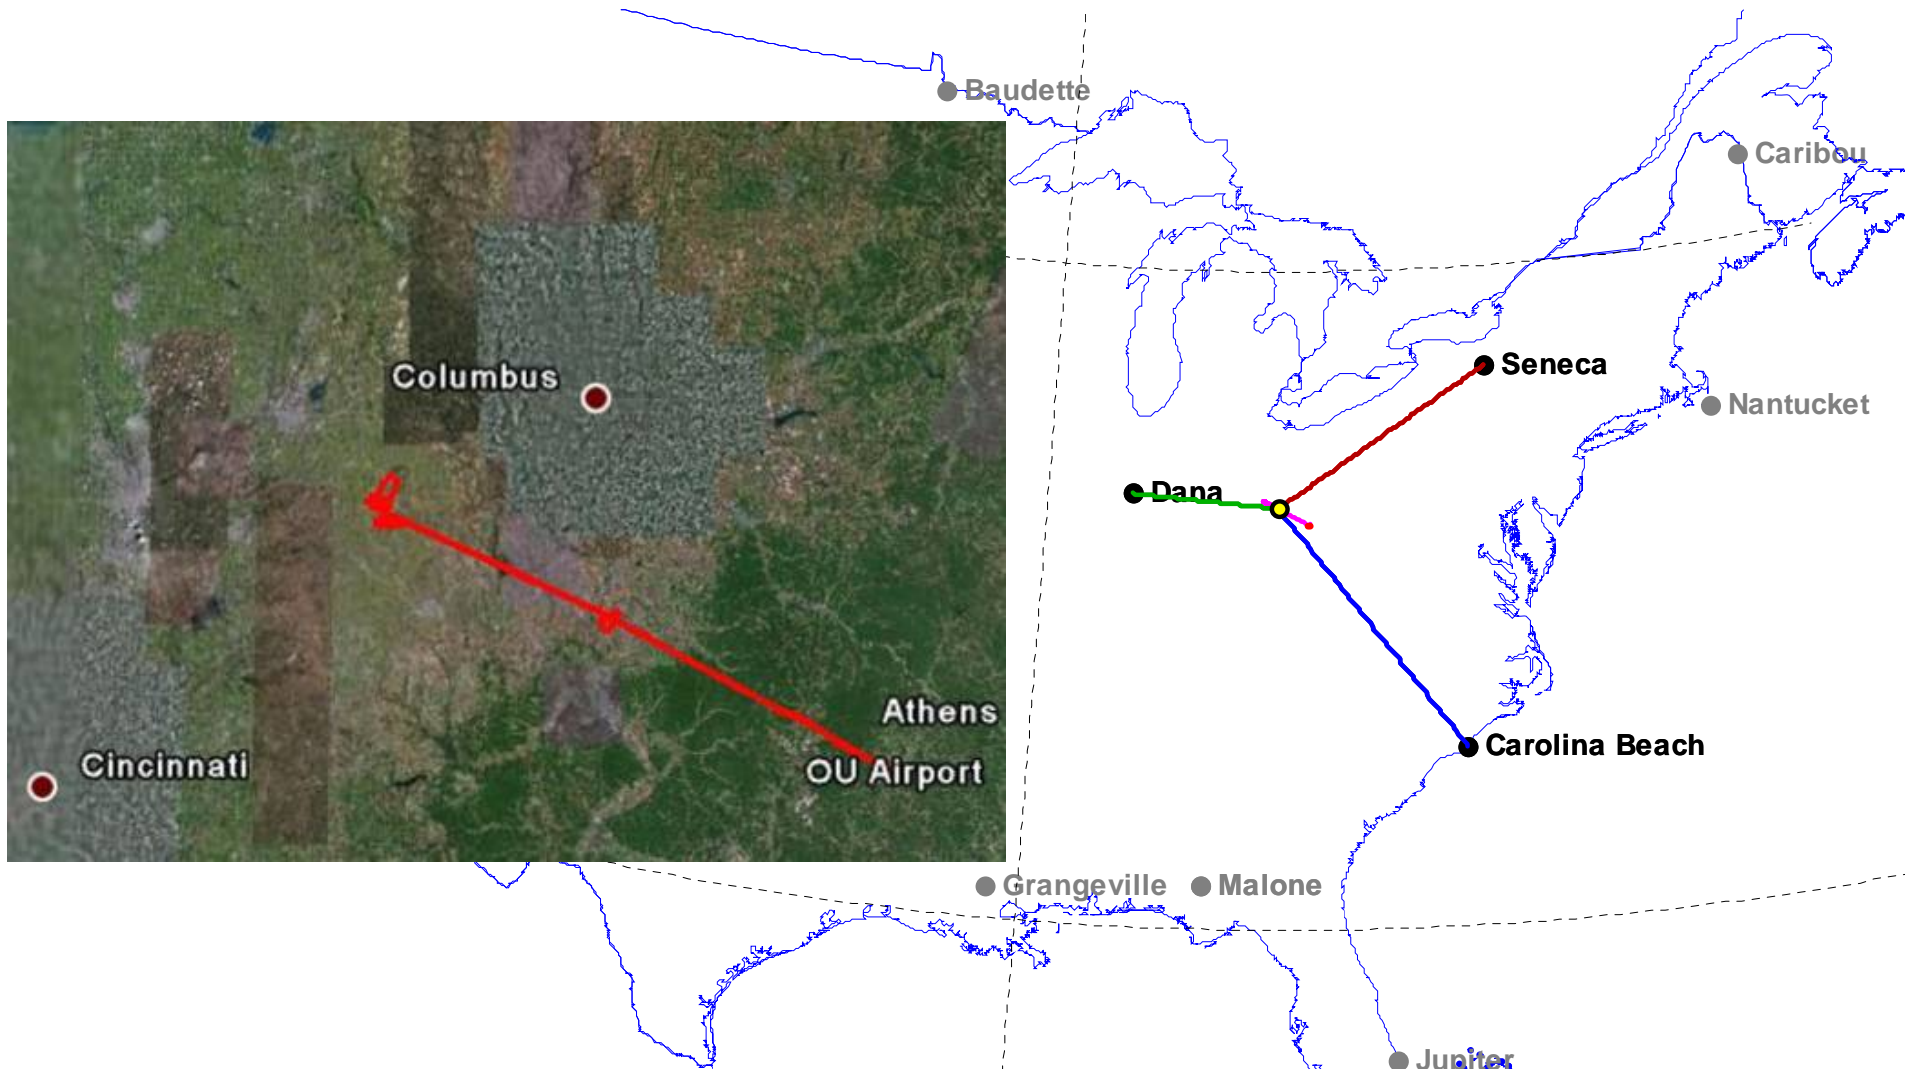 Baudette
Caribou
Seneca
Columbus
Nantucket
Dana
Athens
Carolina Beach
Cincinnati
OU Airport
Grangeville
Malone
Jupiter